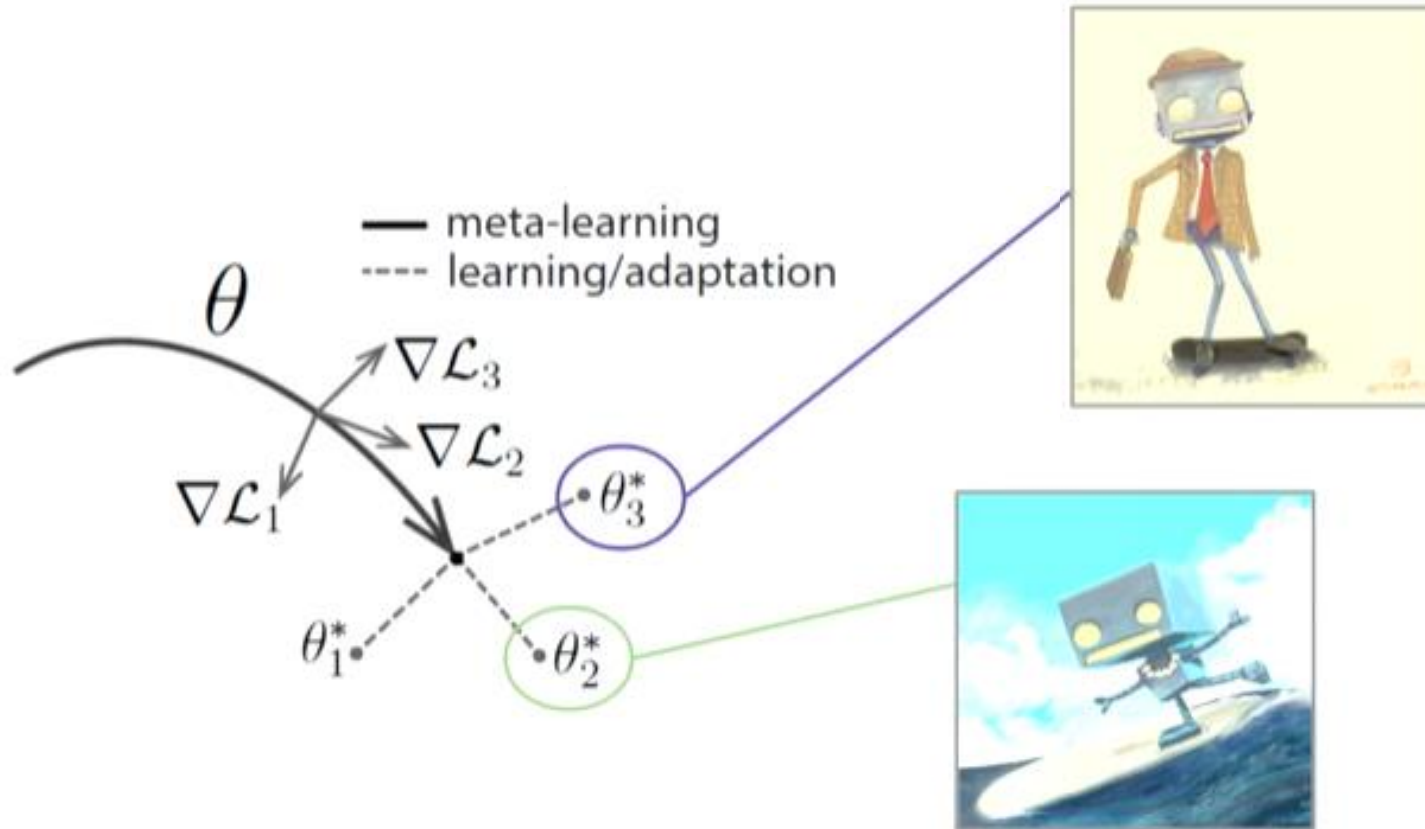 meta-learning
learning/adaptation
θ
∇ℒ₃
∇ℒ₂
∇ℒ₁
θ₃*
θ₁*
θ₂*